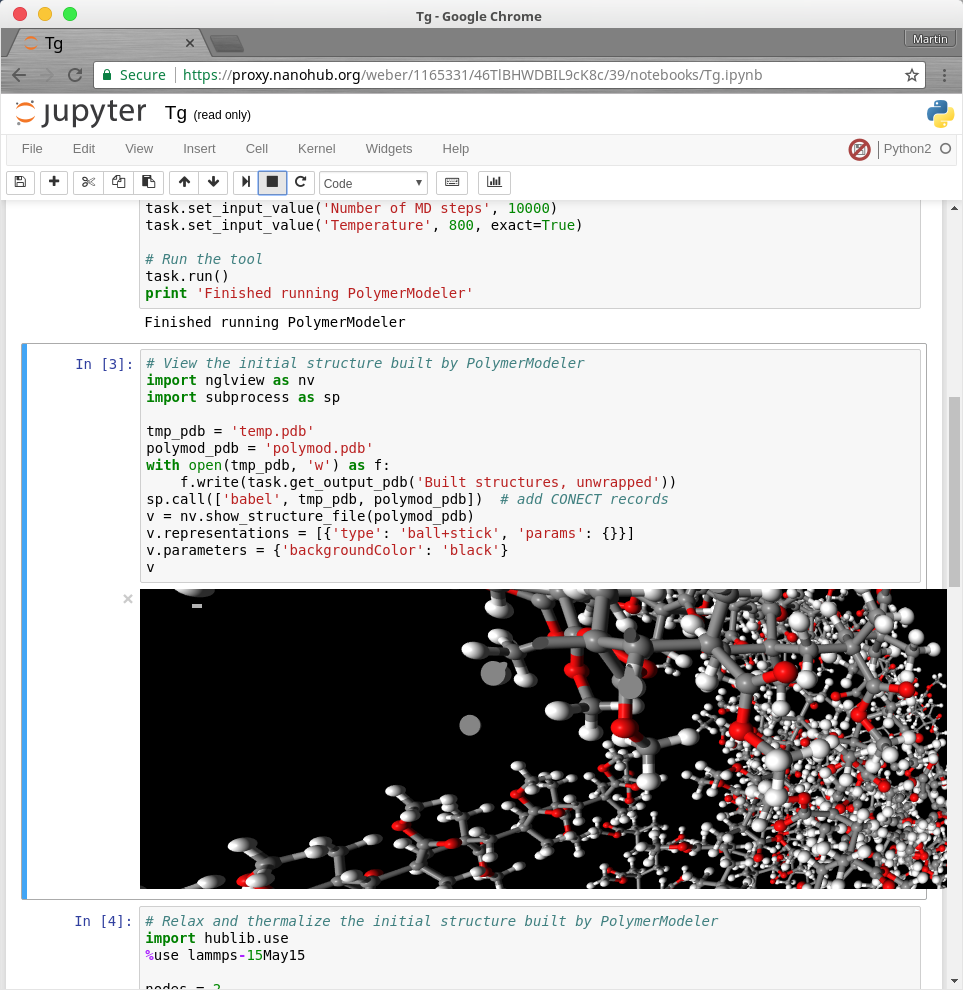 Tg - Google Chrome
Tg
Martin
Secure
https://proxy.nanohub.org/weber/1165331/46TlBHWDBIL9cK8c/39/notebooks/Tg.ipynb
jupyter Tg (read only)
File Edit View Insert Cell Kernel Widgets Help Python2
Code
task.set_input_value('Number of MD steps', 10000)
task.set_input_value('Temperature', 800, exact=True)
# Run the tool
task.run()
print 'Finished running PolymerModeler'
Finished running PolymerModeler
In [3]:
# View the initial structure built by PolymerModeler
import nglview as nv
import subprocess as sp
tmp_pdb = 'temp.pdb'
polymod_pdb = 'polymod.pdb'
with open(tmp_pdb, 'w') as f:
    f.write(task.get_output_pdb('Built structures, unwrapped'))
sp.call(['babel', tmp_pdb, polymod_pdb])  # add CONECT records
v = nv.show_structure_file(polymod_pdb)
v.representations = [{'type': 'ball+stick', 'params': {}}]
v.parameters = {'backgroundColor': 'black'}
v
In [4]:
# Relax and thermalize the initial structure built by PolymerModeler
import hublib.use
%use lammps-15May15
nodes = 2